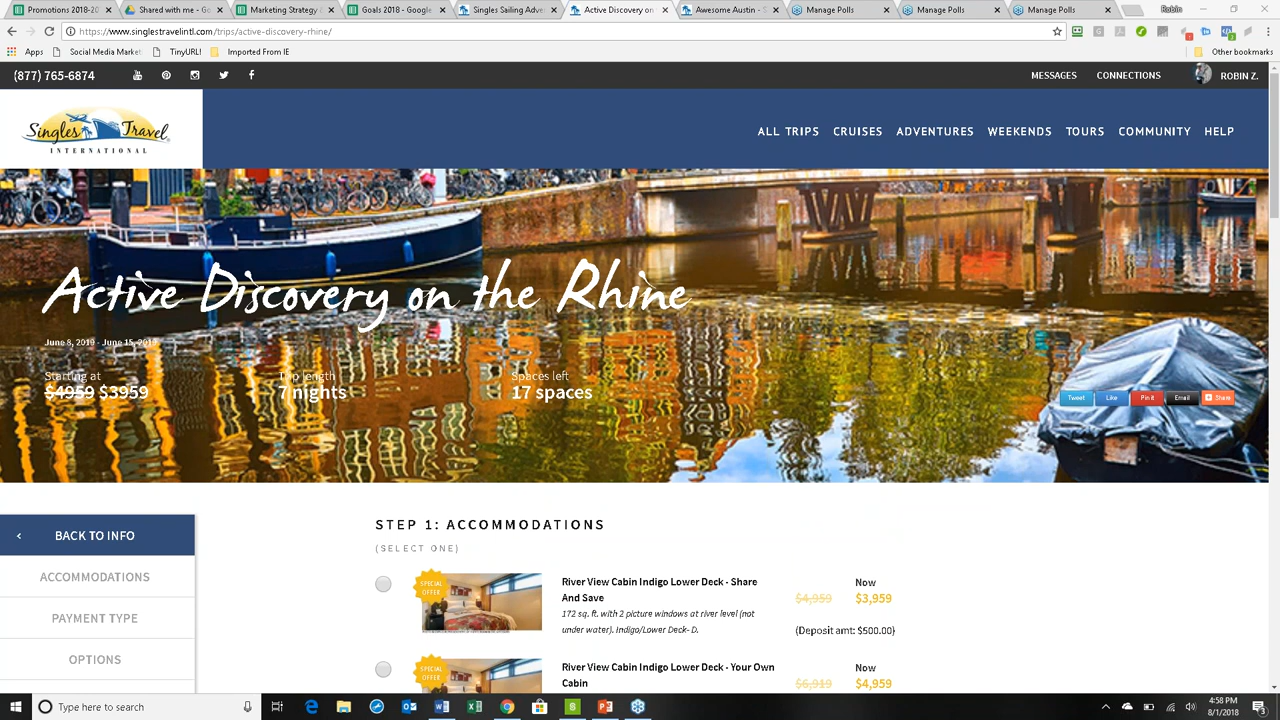 Promotions 2018-20
Shared with me - Go
Marketing Strategy &
Goals 2018 - Google
Singles Sailing Adve
Active Discovery on
Awesome Austin - S
Manage Polls
Manage Polls
Manage Polls
Robin
https://www.singlestravelintl.com/trips/active-discovery-rhine/
Apps
Social Media Market
TinyURL!
Imported From IE
Other bookmarks
(877) 765-6874
MESSAGES
CONNECTIONS
ROBIN Z.
Singles Travel
INTERNATIONAL
ALL TRIPS
CRUISES
ADVENTURES
WEEKENDS
TOURS
COMMUNITY
HELP
Active Discovery on the Rhine
June 8, 2019 - June 15, 2019
Starting at
$4959 $3959
Trip length
7 nights
Spaces left
17 spaces
Tweet
Like
Pin it
Email
Share
BACK TO INFO
ACCOMMODATIONS
PAYMENT TYPE
OPTIONS
STEP 1: ACCOMMODATIONS
(SELECT ONE)
SPECIAL
OFFER
River View Cabin Indigo Lower Deck - Share
And Save
172 sq. ft. with 2 picture windows at river level (not
under water). Indigo/Lower Deck- D.
Now
$4,959 $3,959
(Deposit amt: $500.00)
SPECIAL
OFFER
River View Cabin Indigo Lower Deck - Your Own
Cabin
Now
$6,919 $4,959
Type here to search
4:58 PM
8/1/2018